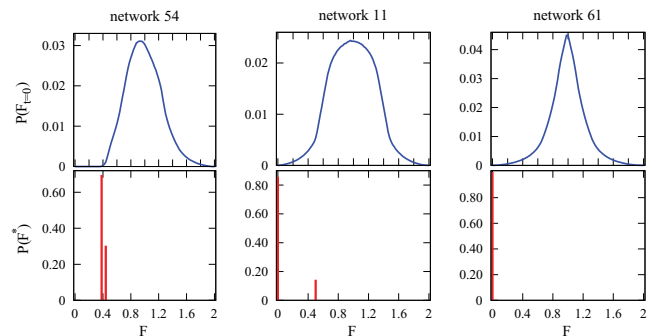 network 54 network 11 network 61
P(F_{t=0}) 0.03 0.02 0.01 0
0.02 0.01 0
0.04 0.03 0.02 0.01 0
P(F^*) 0.60 0.40 0.20 0
0.80 0.60 0.40 0.20 0
0.80 0.60 0.40 0.20 0
0 0.4 0.8 1.2 1.6 2
0 0.4 0.8 1.2 1.6 2
0 0.4 0.8 1.2 1.6 2
F F F